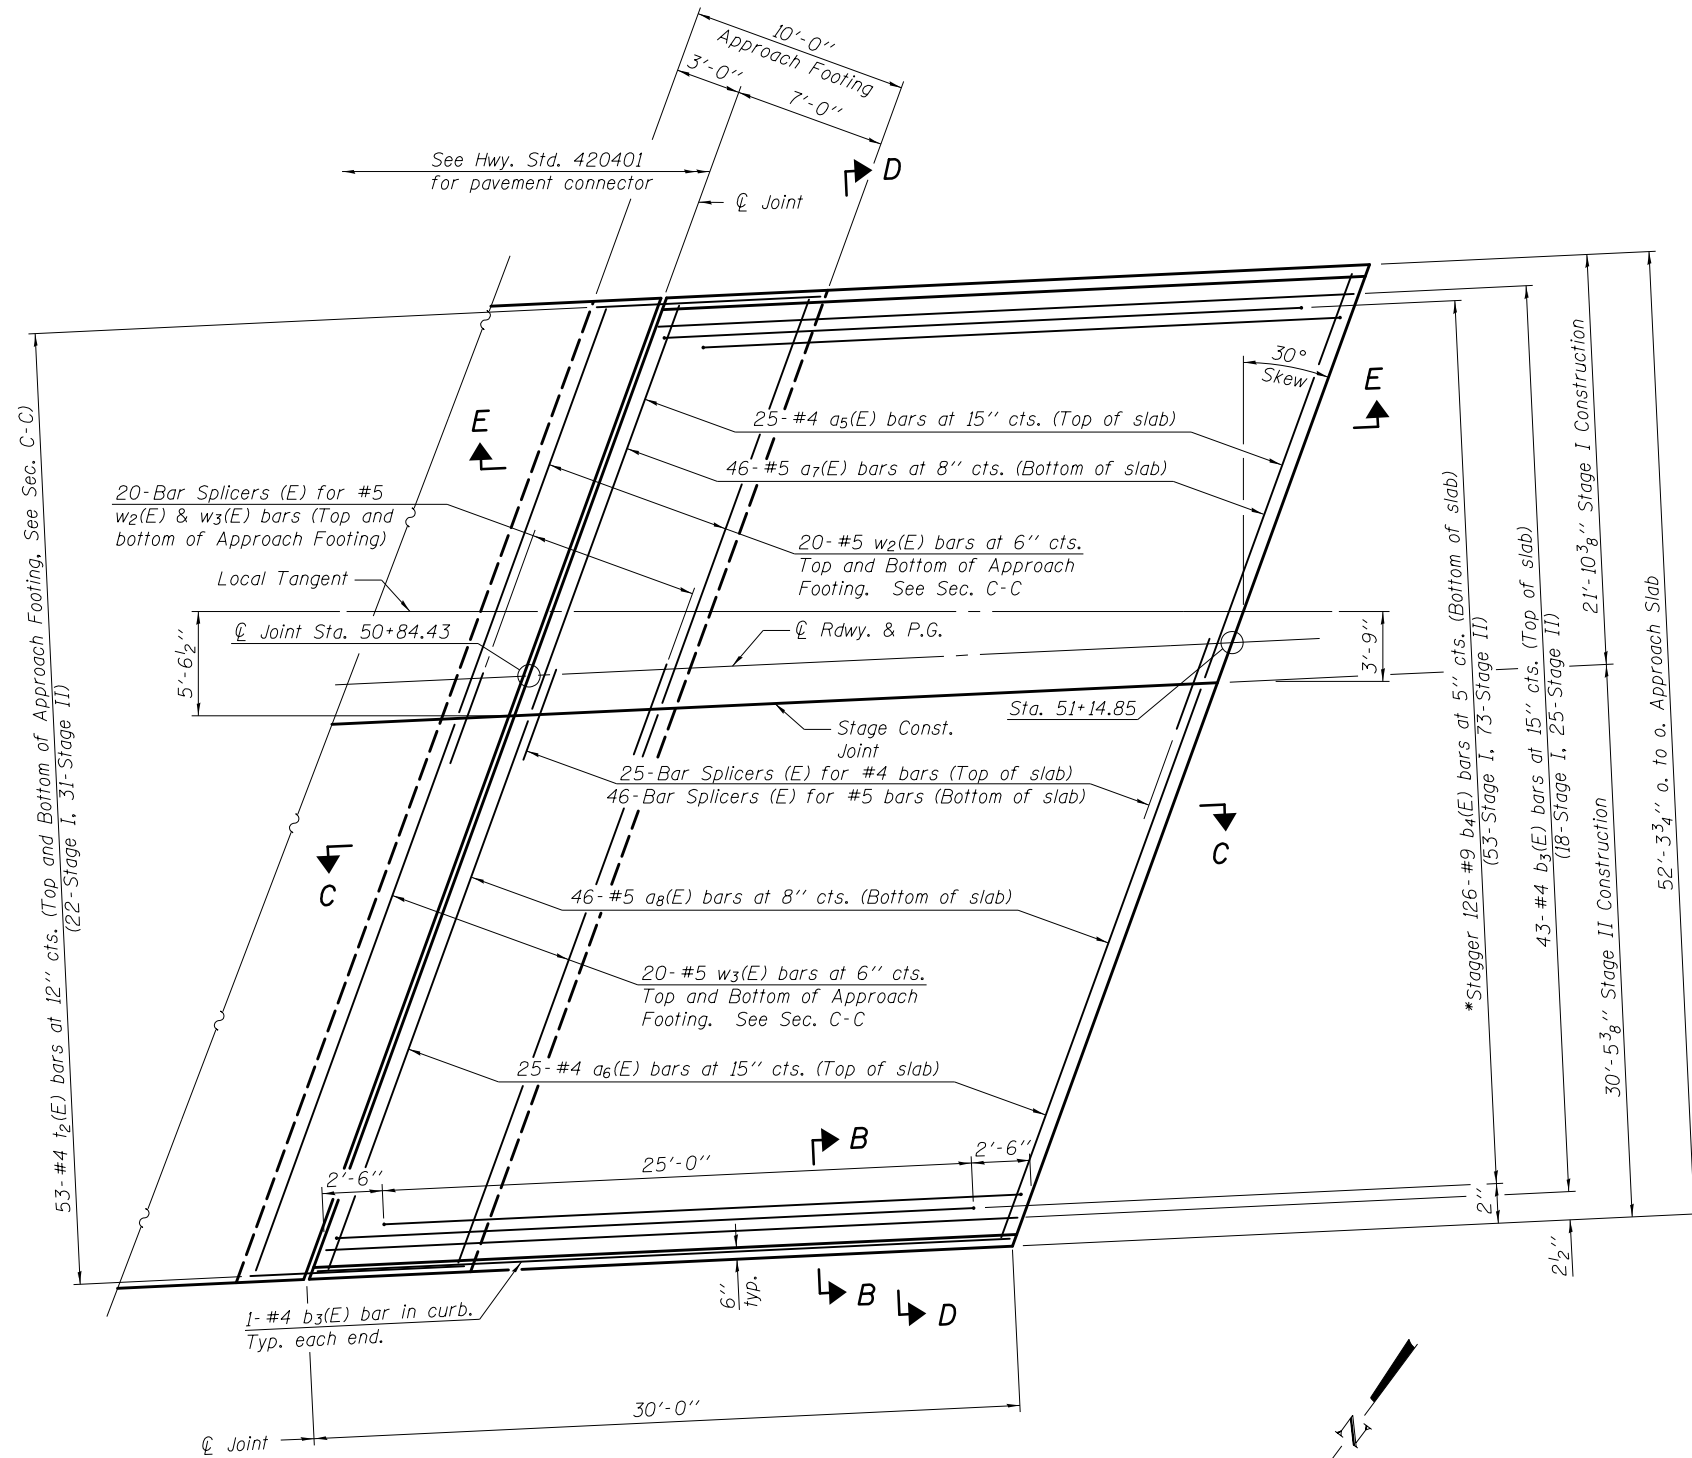 10'-0"
Approach Footing
3'-0"
7'-0"
See Hwy. Std. 420401
for pavement connector
D
℄ Joint
30°
Skew
E
E
25-#4 a5(E) bars at 15" cts. (Top of slab)
46-#5 a7(E) bars at 8" cts. (Bottom of slab)
20-Bar Splicers (E) for #5
w2(E) & w3(E) bars (Top and
bottom of Approach Footing)
20-#5 w2(E) bars at 6" cts.
Top and Bottom of Approach
Footing. See Sec. C-C
Local Tangent
℄ Joint Sta. 50+84.43
℄ Rdwy. & P.G.
5'-6½"
3'-9"
Sta. 51+14.85
Stage Const.
Joint
25-Bar Splicers (E) for #4 bars (Top of slab)
46-Bar Splicers (E) for #5 bars (Bottom of slab)
C
C
46-#5 a8(E) bars at 8" cts. (Bottom of slab)
20-#5 w3(E) bars at 6" cts.
Top and Bottom of Approach
Footing. See Sec. C-C
25-#4 a6(E) bars at 15" cts. (Top of slab)
53-#4 t2(E) bars at 12" cts. (Top and Bottom of Approach Footing, See Sec. C-C)
(22-Stage I, 31-Stage II)
*Stagger 126-#9 b4(E) bars at 5" cts. (Bottom of slab)
(53-Stage I, 73-Stage II)
43-#4 b3(E) bars at 15" cts. (Top of slab)
(18-Stage I, 25-Stage II)
21'-10⅜" Stage I Construction
30'-5⅜" Stage II Construction
52'-3¾" o. to o. Approach Slab
B
2'-6"
25'-0"
2'-6"
2"
2½"
6"
typ.
B
D
1-#4 b3(E) bar in curb.
Typ. each end.
30'-0"
℄ Joint
N